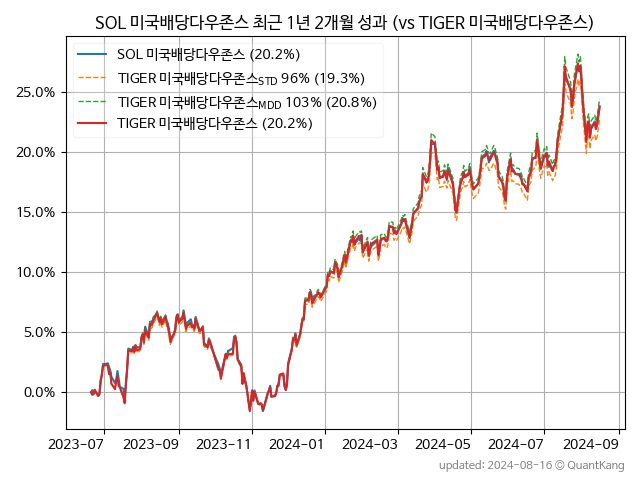 SOL 미국배당다우존스 최근 1년 2개월 성과 (vs TIGER 미국배당다우존스)
SOL 미국배당다우존스 (20.2%)
TIGER 미국배당다우존스STD 96% (19.3%)
TIGER 미국배당다우존스MDD 103% (20.8%)
TIGER 미국배당다우존스 (20.2%)
25.0%
20.0%
15.0%
10.0%
5.0%
0.0%
2023-07 2023-09 2023-11 2024-01 2024-03 2024-05 2024-07 2024-09
updated: 2024-08-16 © QuantKang